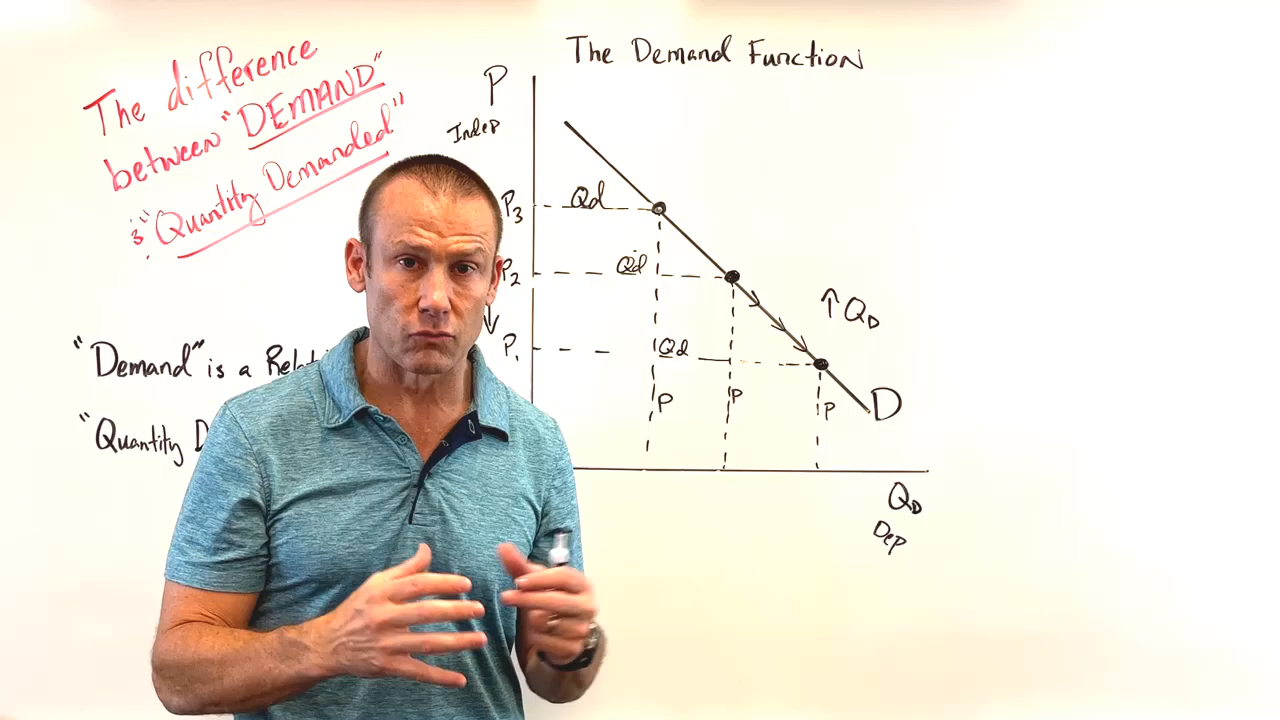 The difference
between "DEMAND"
& "Quantity Demanded"
"Demand" is a Relati
"Quantity D
The Demand Function
P
Indep
P3 Qd
P2 Qd
↓
P1 Qd
↑ QD
P P P
D
QD
Dep